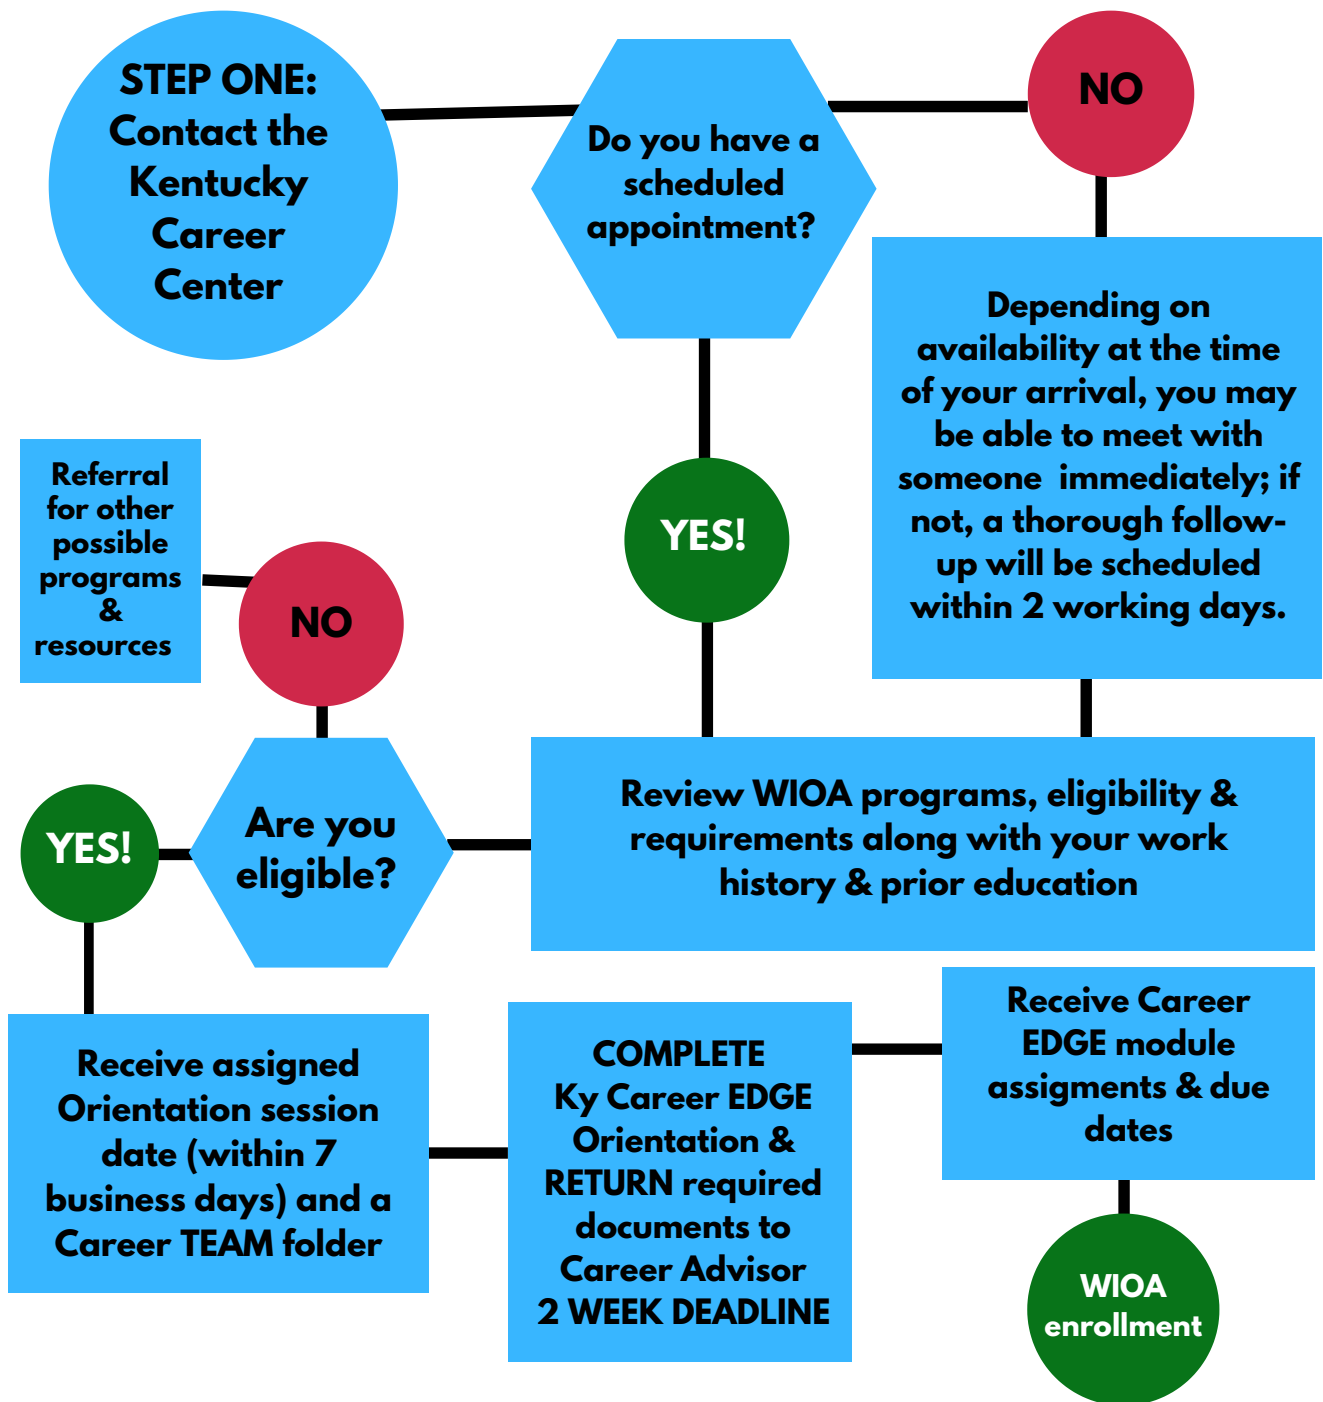 STEP ONE:
Contact the
Kentucky
Career
Center
Do you have a
scheduled
appointment?
NO
Depending on
availability at the time
of your arrival, you may
be able to meet with
someone immediately; if
not, a thorough follow-
up will be scheduled
within 2 working days.
YES!
Review WIOA programs, eligibility &
requirements along with your work
history & prior education
Are you
eligible?
NO
Referral
for other
possible
programs
&
resources
YES!
Receive assigned
Orientation session
date (within 7
business days) and a
Career TEAM folder
COMPLETE
Ky Career EDGE
Orientation &
RETURN required
documents to
Career Advisor
2 WEEK DEADLINE
Receive Career
EDGE module
assigments & due
dates
WIOA
enrollment